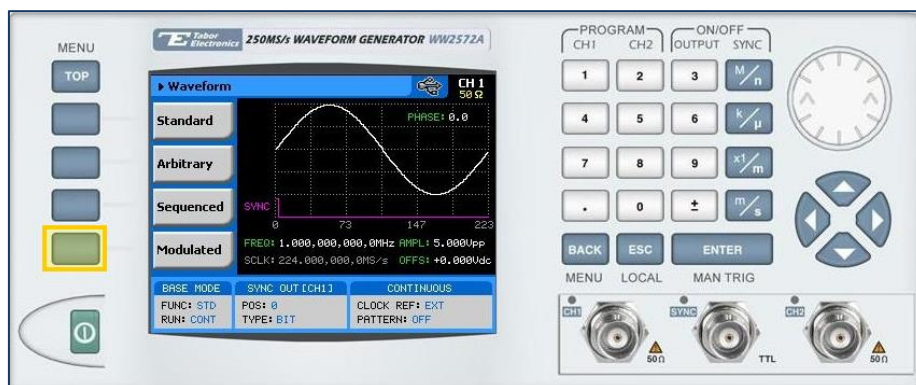 MENU
TOP
Tabor Electronics
250MS/s WAVEFORM GENERATOR WW2572A
Waveform
CH 1
50 Ω
Standard
Arbitrary
Sequenced
Modulated
PHASE: 0.0
SYNC
0 73 147 223
FREQ: 1.000,000,000,0MHz AMPL: 5.000Vpp
SCLK: 224.000,000,0MS/s OFFS: +0.000Vdc
BASE MODE
FUNC: STD
RUN: CONT
SYNC OUT [CH1]
POS: 0
TYPE: BIT
CONTINUOUS
CLOCK REF: EXT
PATTERN: OFF
PROGRAM
CH1 CH2
ON/OFF
OUTPUT SYNC
1 2 3 M/n
4 5 6 k/µ
7 8 9 x1/m
. 0 ± m/s
BACK ESC ENTER
MENU LOCAL MAN TRIG
CH1 SYNC CH2
50Ω TTL 50Ω